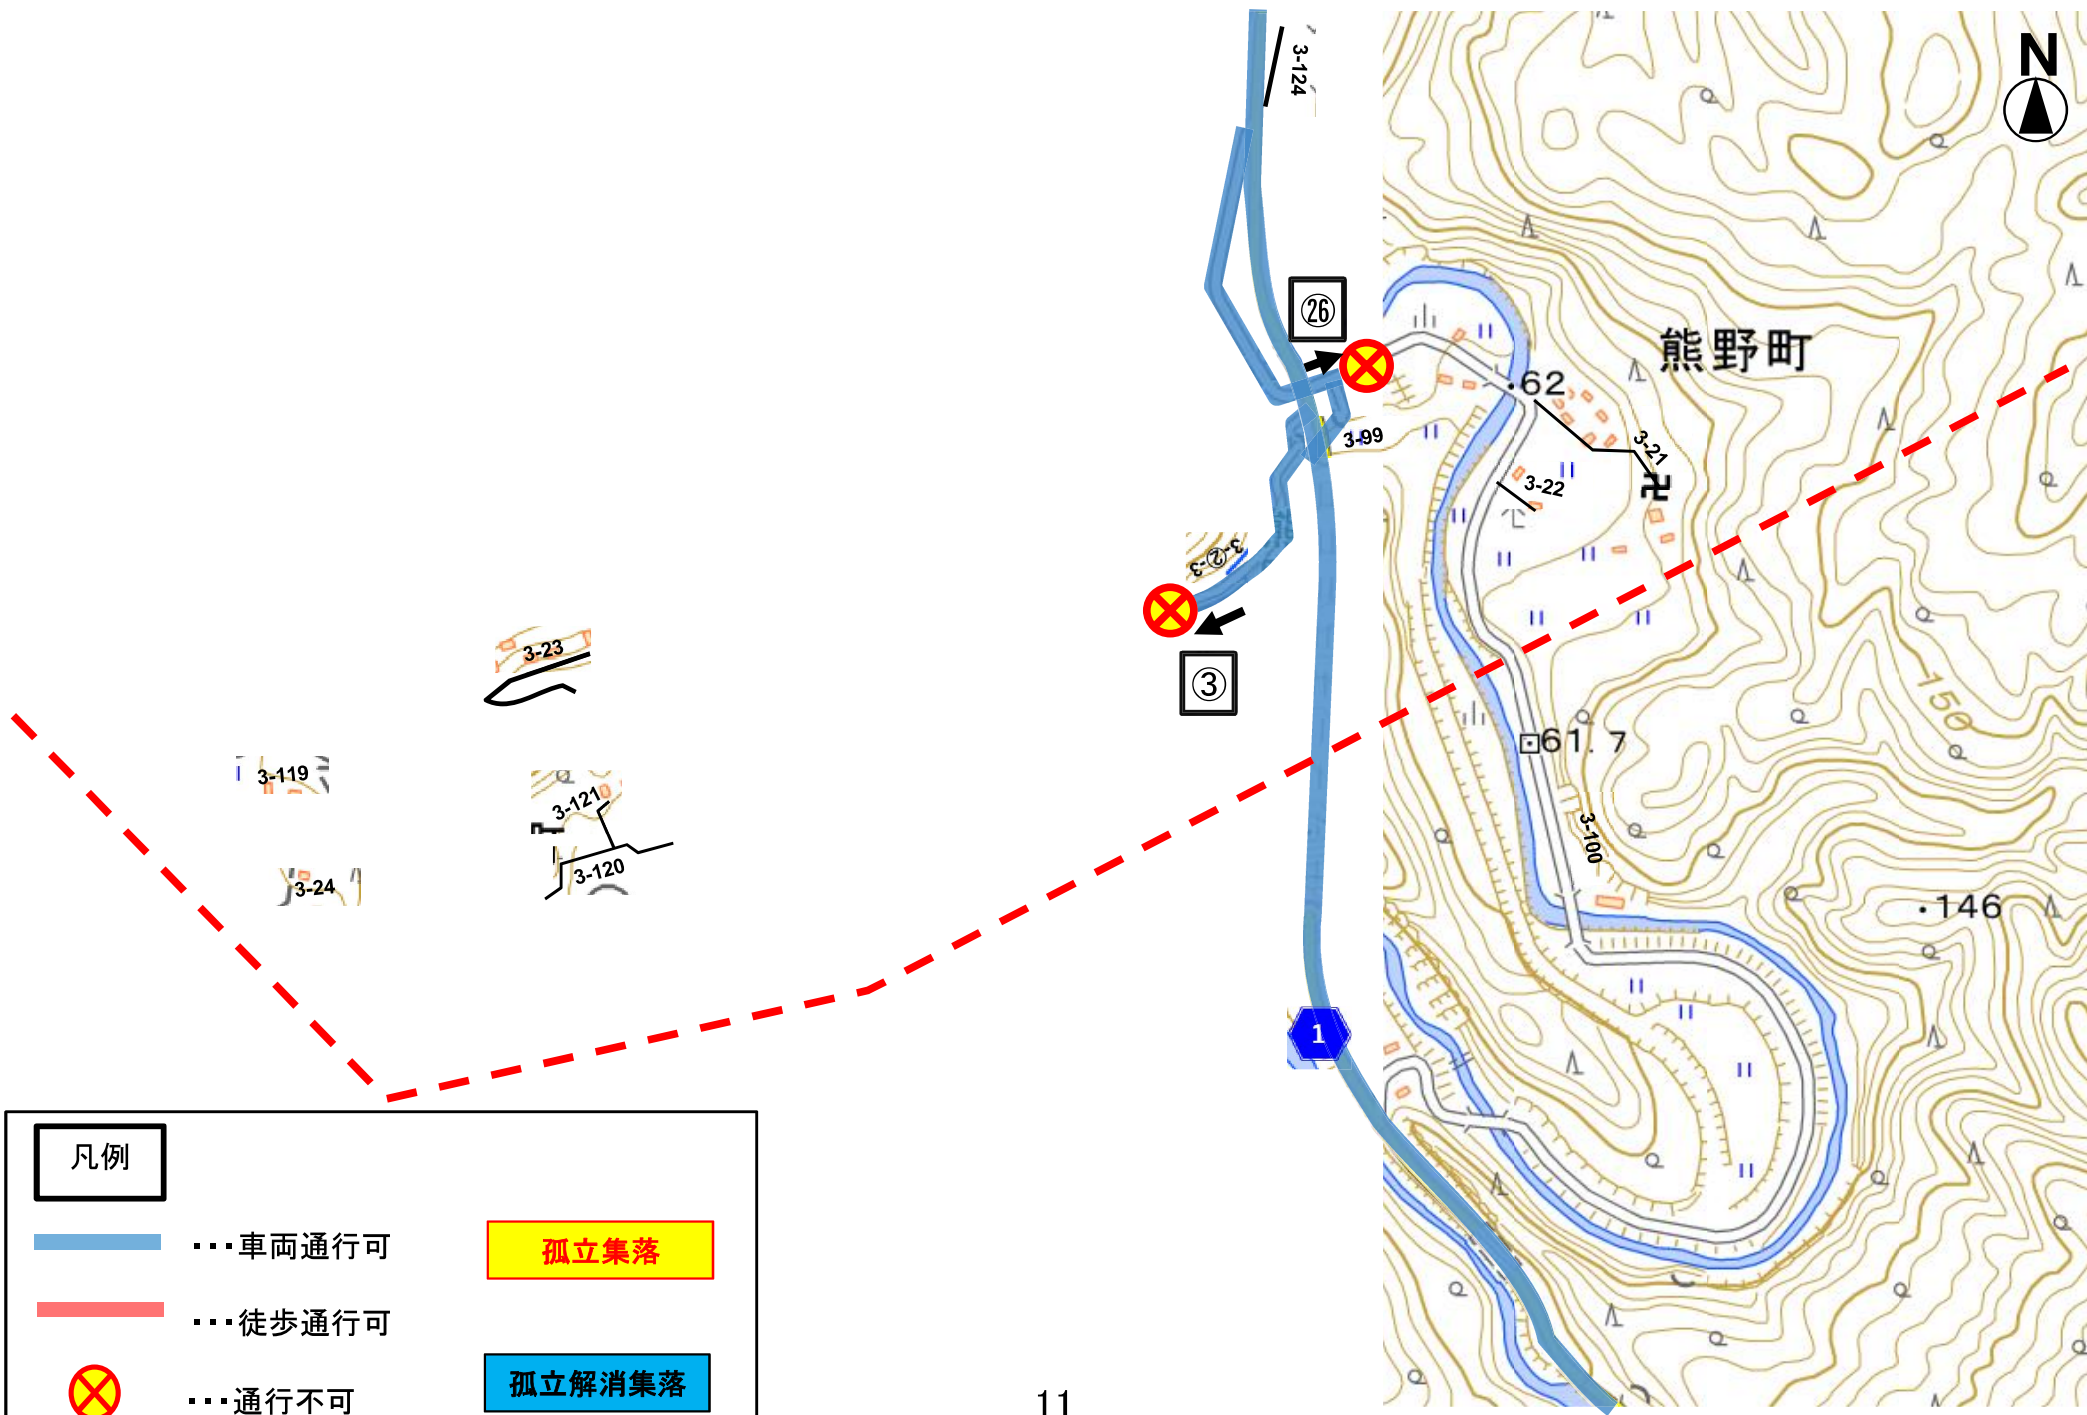 3-124
N
㉖
熊野町
62
3-99
3-21
3-22
3-②-3
③
3-23
150
61.7
3-119
3-121
3-100
3-120
3-24
146
1
凡例
･･･車両通行可
孤立集落
･･･徒歩通行可
孤立解消集落
･･･通行不可
11